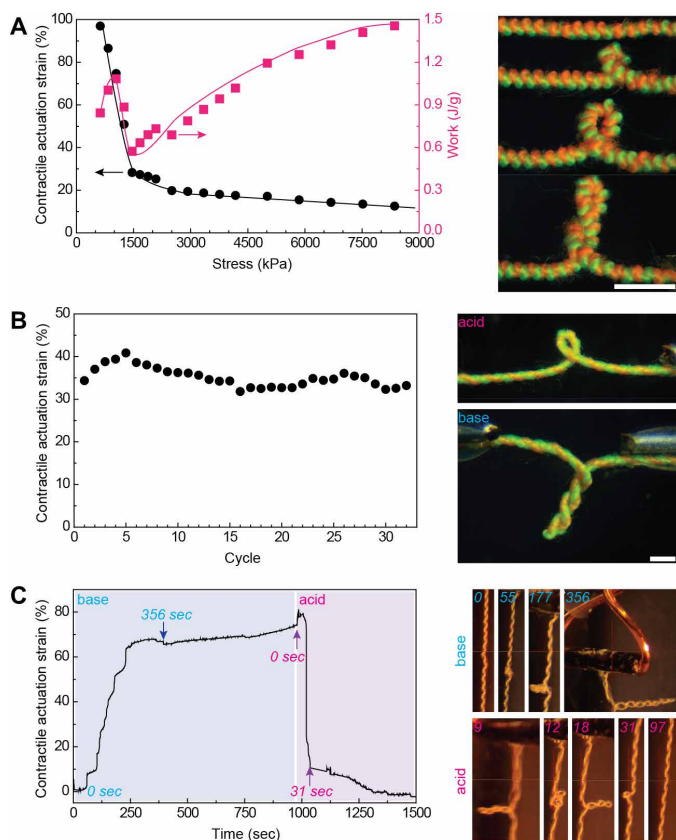 A
Contractile actuation strain (%)
100
80
60
40
20
0
0
1500
3000
4500
6000
7500
9000
Stress (kPa)
1.5
1.2
0.9
0.6
0.3
0.0
Work (J/g)
B
Contractile actuation strain (%)
50
40
30
20
10
0
0
5
10
15
20
25
30
Cycle
acid
base
C
Contractile actuation strain (%)
80
60
40
20
0
base
acid
356 sec
0 sec
0 sec
31 sec
0
250
500
750
1000
1250
1500
Time (sec)
base
0
55
177
356
acid
9
12
18
31
97